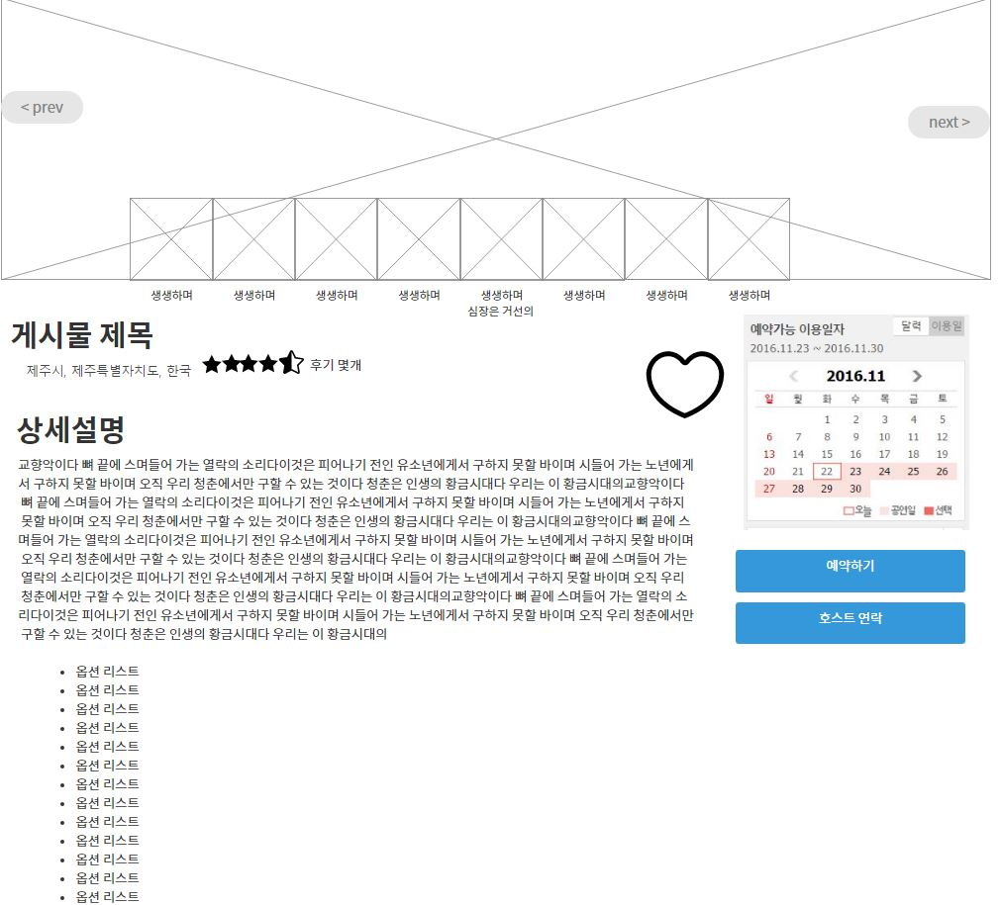 < prev
next >
생생하며 생생하며 생생하며 생생하며 생생하며 생생하며 생생하며 생생하며
심장은 거선의
게시물 제목
제주시, 제주특별자치도, 한국
후기 몇개
상세설명
교향악이다 뼈 끝에 스며들어 가는 열락의 소리다이것은 피어나기 전인 유소년에게서 구하지 못할 바이며 시들어 가는 노년에게
서 구하지 못할 바이며 오직 우리 청춘에서만 구할 수 있는 것이다 청춘은 인생의 황금시대다 우리는 이 황금시대의교향악이다
뼈 끝에 스며들어 가는 열락의 소리다이것은 피어나기 전인 유소년에게서 구하지 못할 바이며 시들어 가는 노년에게서 구하지
못할 바이며 오직 우리 청춘에서만 구할 수 있는 것이다 청춘은 인생의 황금시대다 우리는 이 황금시대의교향악이다 뼈 끝에 스
며들어 가는 열락의 소리다이것은 피어나기 전인 유소년에게서 구하지 못할 바이며 시들어 가는 노년에게서 구하지 못할 바이며
오직 우리 청춘에서만 구할 수 있는 것이다 청춘은 인생의 황금시대다 우리는 이 황금시대의교향악이다 뼈 끝에 스며들어 가는
열락의 소리다이것은 피어나기 전인 유소년에게서 구하지 못할 바이며 시들어 가는 노년에게서 구하지 못할 바이며 오직 우리
청춘에서만 구할 수 있는 것이다 청춘은 인생의 황금시대다 우리는 이 황금시대의교향악이다 뼈 끝에 스며들어 가는 열락의 소
리다이것은 피어나기 전인 유소년에게서 구하지 못할 바이며 시들어 가는 노년에게서 구하지 못할 바이며 오직 우리 청춘에서만
구할 수 있는 것이다 청춘은 인생의 황금시대다 우리는 이 황금시대의
옵션 리스트
옵션 리스트
옵션 리스트
옵션 리스트
옵션 리스트
옵션 리스트
옵션 리스트
옵션 리스트
옵션 리스트
옵션 리스트
옵션 리스트
옵션 리스트
옵션 리스트
예약가능 이용일자
달력 이용일
2016.11.23 ~ 2016.11.30
2016.11
일 월 화 수 목 금 토
1 2 3 4 5
6 7 8 9 10 11 12
13 14 15 16 17 18 19
20 21 22 23 24 25 26
27 28 29 30
오늘 공연일 선택
예약하기
호스트 연락